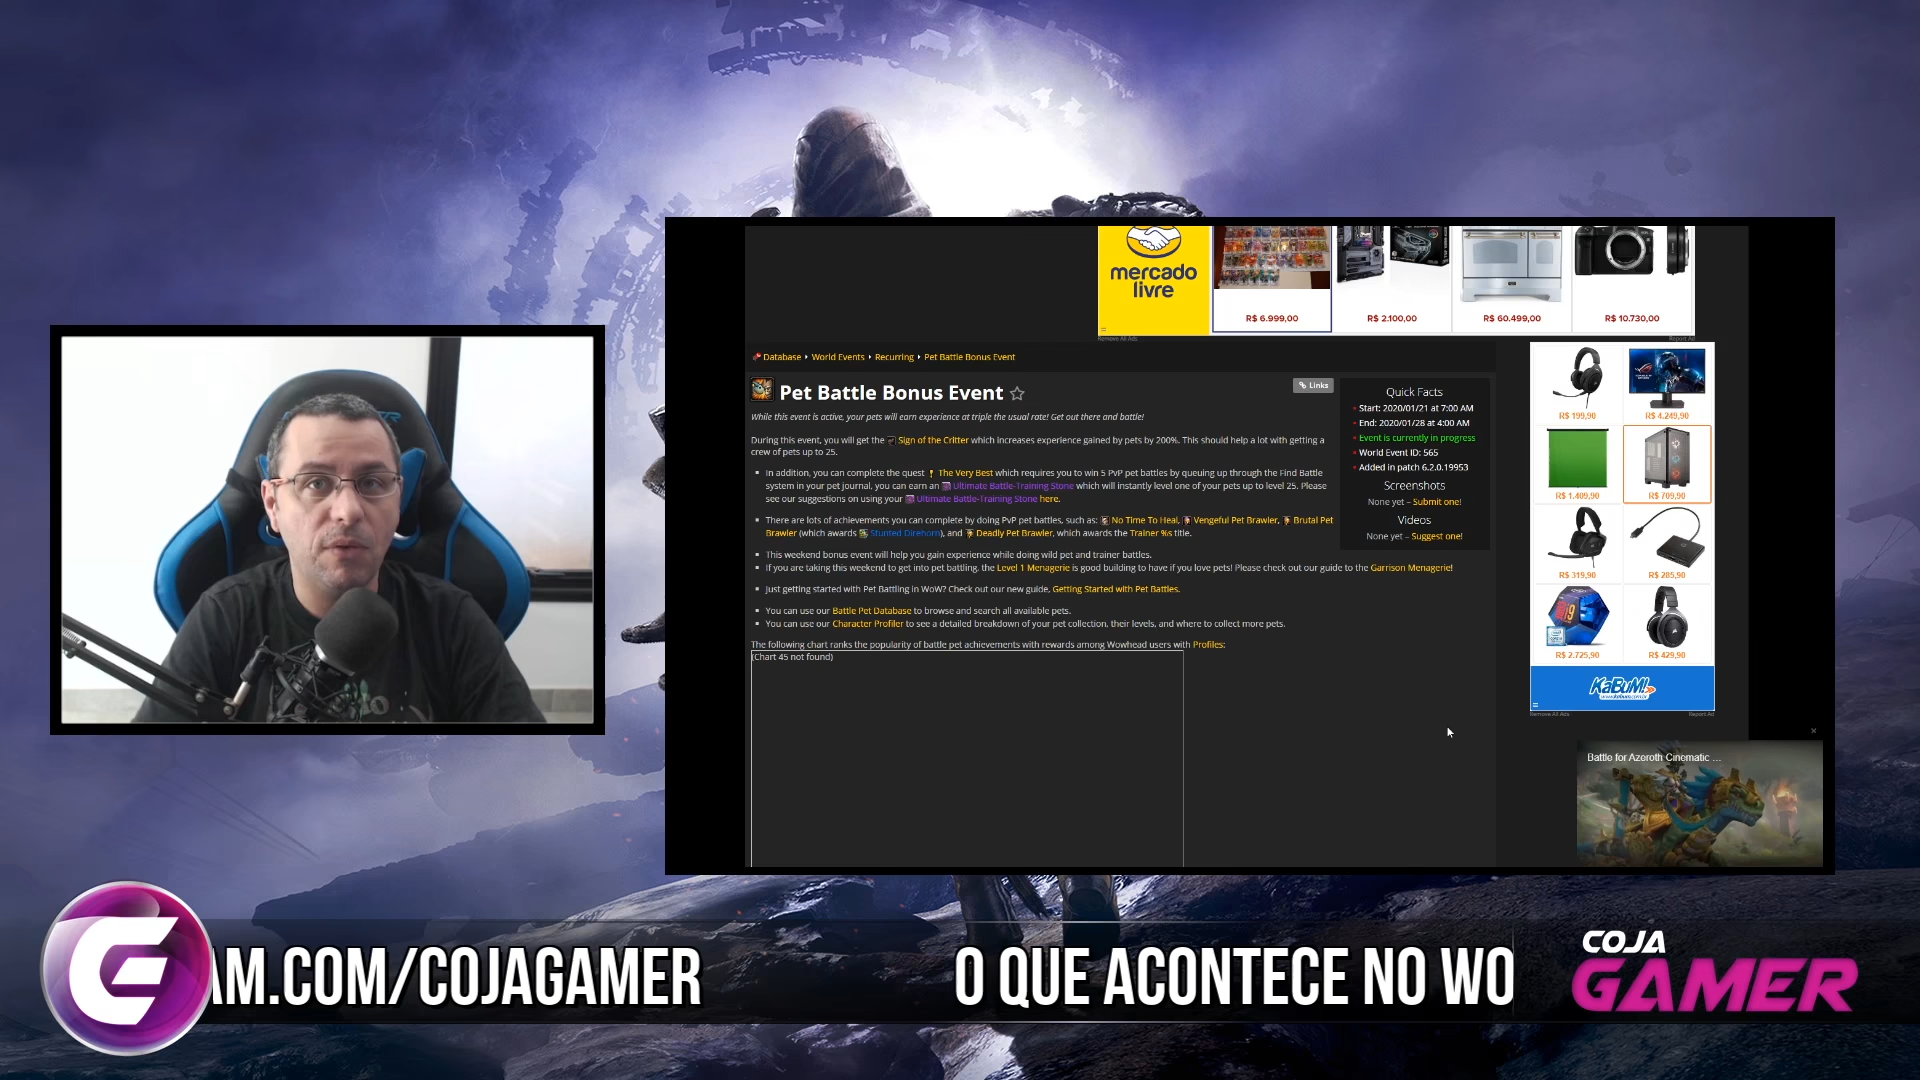 mercado
livre
R$ 6.999,00
R$ 2.100,00
R$ 60.499,00
R$ 10.730,00
Remove All Ads
Report Ad
Database
World Events
Recurring
Pet Battle Bonus Event
Pet Battle Bonus Event
Links
While this event is active, your pets will earn experience at triple the usual rate! Get out there and battle!
During this event, you will get the Sign of the Critter which increases experience gained by pets by 200%. This should help a lot with getting a
crew of pets up to 25.
In addition, you can complete the quest The Very Best which requires you to win 5 PvP pet battles by queuing up through the Find Battle
system in your pet journal, you can earn an Ultimate Battle-Training Stone which will instantly level one of your pets up to level 25. Please
see our suggestions on using your Ultimate Battle-Training Stone here.
There are lots of achievements you can complete by doing PvP pet battles, such as: No Time To Heal, Vengeful Pet Brawler, Brutal Pet
Brawler (which awards Stunted Direhorn), and Deadly Pet Brawler, which awards the Trainer %s title.
This weekend bonus event will help you gain experience while doing wild pet and trainer battles.
If you are taking this weekend to get into pet battling, the Level 1 Menagerie is good building to have if you love pets! Please check out our guide to the Garrison Menagerie!
Just getting started with Pet Battling in WoW? Check out our new guide, Getting Started with Pet Battles.
You can use our Battle Pet Database to browse and search all available pets.
You can use our Character Profiler to see a detailed breakdown of your pet collection, their levels, and where to collect more pets.
The following chart ranks the popularity of battle pet achievements with rewards among Wowhead users with Profiles:
(Chart 45 not found)
Quick Facts
Start: 2020/01/21 at 7:00 AM
End: 2020/01/28 at 4:00 AM
Event is currently in progress
World Event ID: 565
Added in patch 6.2.0.19953
Screenshots
None yet – Submit one!
Videos
None yet – Suggest one!
R$ 199,90
R$ 4.249,90
R$ 1.409,90
R$ 709,90
R$ 319,90
R$ 285,90
R$ 2.725,90
R$ 429,90
KaBuM!
www.kabum.com.br
Remove All Ads
Report Ad
Battle for Azeroth Cinematic ...
AM.COM/COJAGAMER
O QUE ACONTECE NO WO
COJA
GAMER